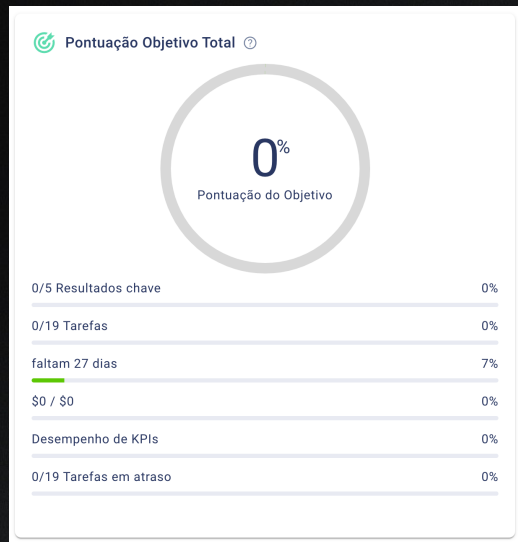 Pontuação Objetivo Total ?
0%
Pontuação do Objetivo
0/5 Resultados chave 0%
0/19 Tarefas 0%
faltam 27 dias 7%
$0 / $0 0%
Desempenho de KPIs 0%
0/19 Tarefas em atraso 0%